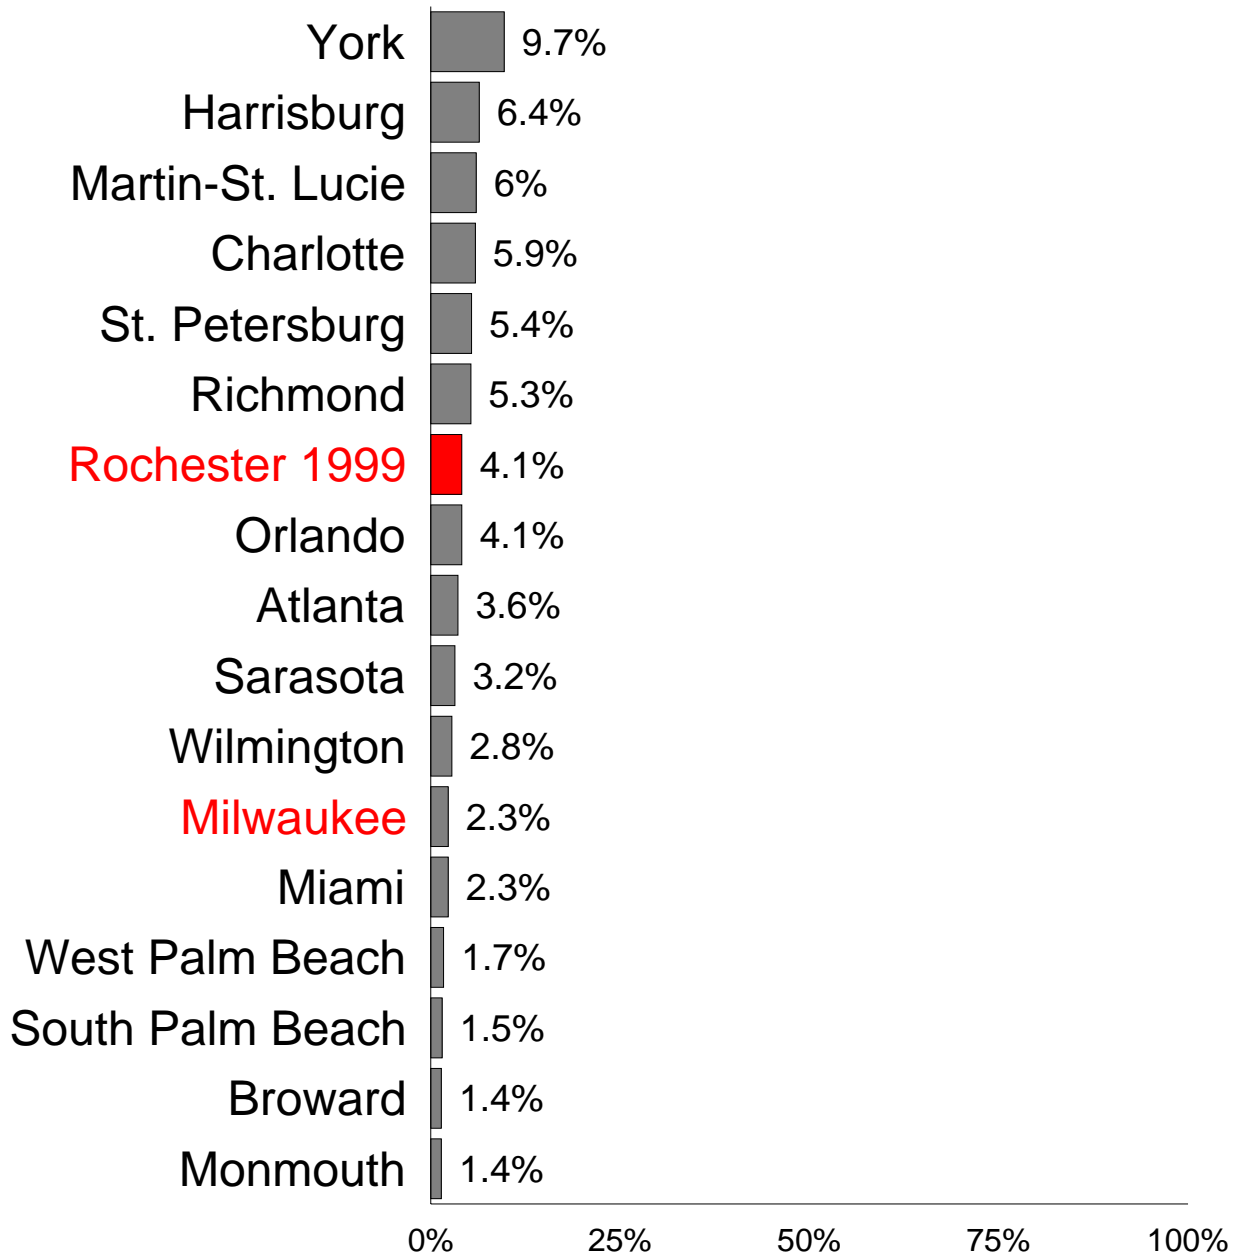 York 9.7%
Harrisburg 6.4%
Martin-St. Lucie 6%
Charlotte 5.9%
St. Petersburg 5.4%
Richmond 5.3%
Rochester 1999 4.1%
Orlando 4.1%
Atlanta 3.6%
Sarasota 3.2%
Wilmington 2.8%
Milwaukee 2.3%
Miami 2.3%
West Palm Beach 1.7%
South Palm Beach 1.5%
Broward 1.4%
Monmouth 1.4%
0% 25% 50% 75% 100%